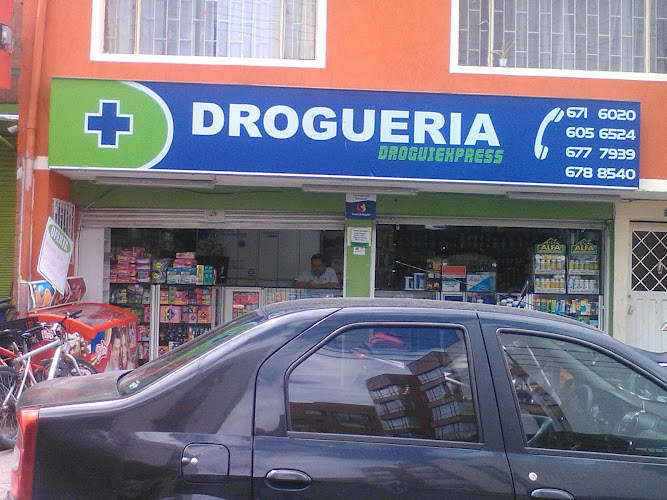 DROGUERIA
DROGUIEXPRESS
671 6020
605 6524
677 7939
678 8540
ALFA
ALFA